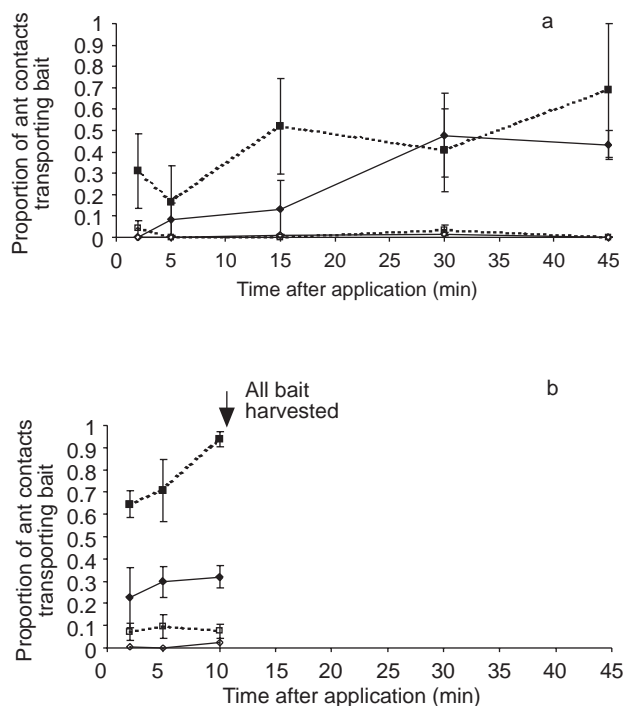 a
Proportion of ant contacts
transporting bait
1
0.9
0.8
0.7
0.6
0.5
0.4
0.3
0.2
0.1
0
0 5 10 15 20 25 30 35 40 45
Time after application (min)
b
All bait
harvested
Proportion of ant contacts
transporting bait
1
0.9
0.8
0.7
0.6
0.5
0.4
0.3
0.2
0.1
0
0 5 10 15 20 25 30 35 40 45
Time after application (min)